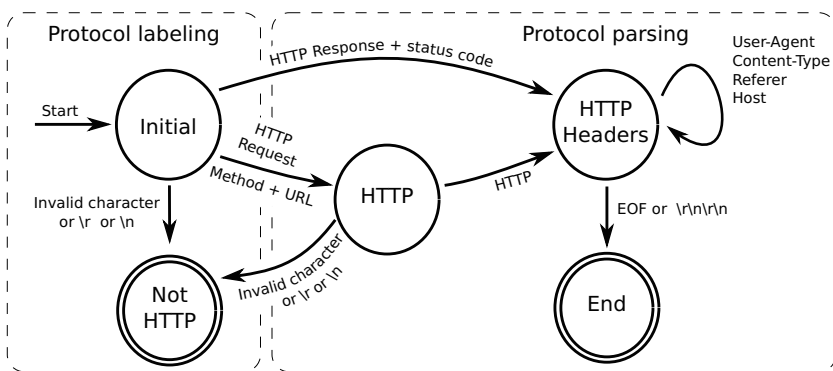 Protocol labeling
Protocol parsing
HTTP Response + status code
User-Agent
Content-Type
Referer
Host
Start
Initial
HTTP
Headers
HTTP
Request
Method + URL
HTTP
HTTP
Invalid character
or \r or \n
EOF or \r\n\r\n
Invalid character
or \r or \n
Not
HTTP
End